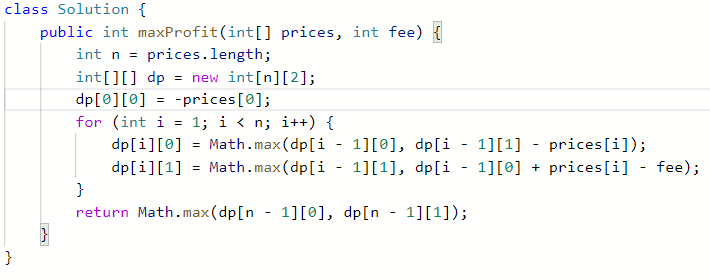 class Solution {
    public int maxProfit(int[] prices, int fee) {
        int n = prices.length;
        int[][] dp = new int[n][2];
        dp[0][0] = -prices[0];
        for (int i = 1; i < n; i++) {
            dp[i][0] = Math.max(dp[i - 1][0], dp[i - 1][1] - prices[i]);
            dp[i][1] = Math.max(dp[i - 1][1], dp[i - 1][0] + prices[i] - fee);
        }
        return Math.max(dp[n - 1][0], dp[n - 1][1]);
    }
}